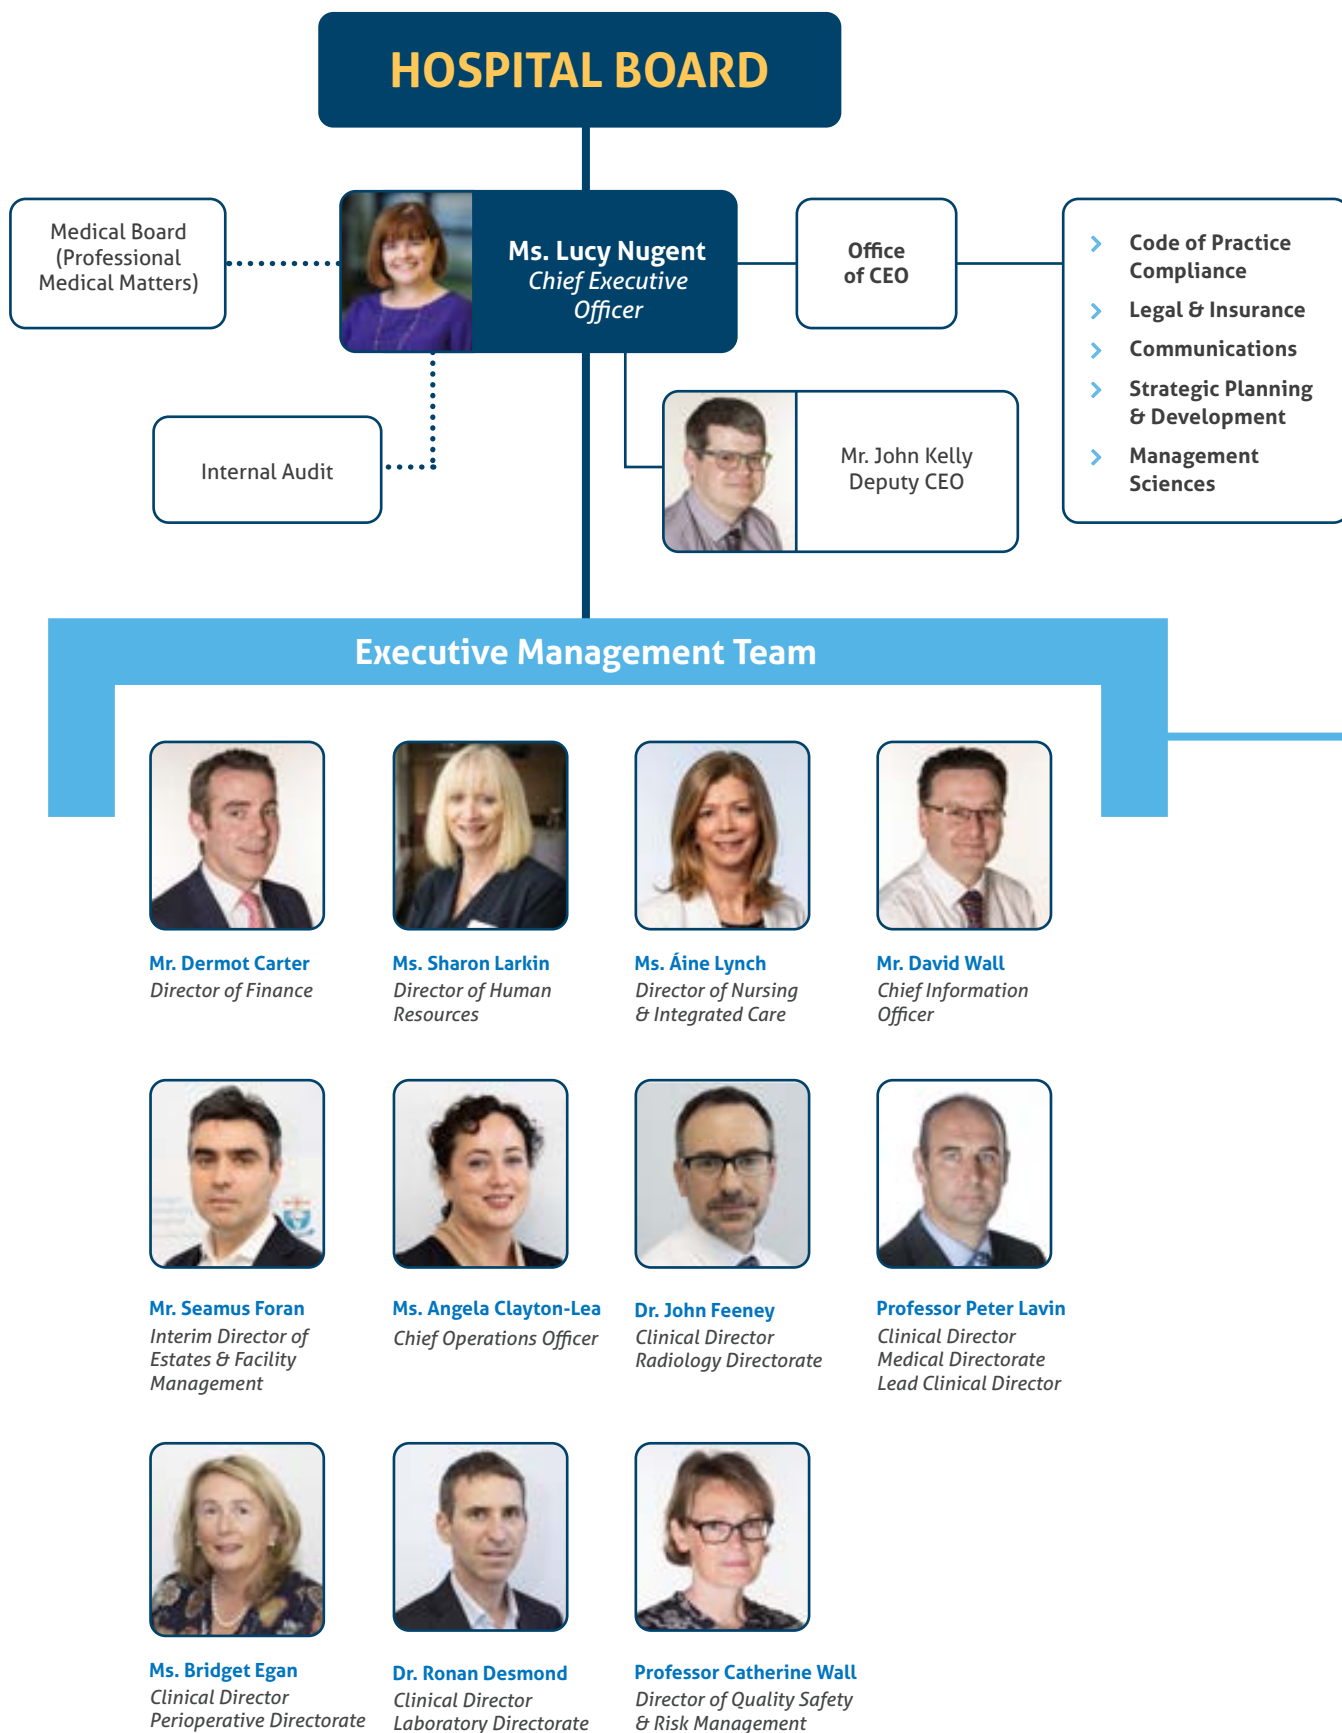 HOSPITAL BOARD
Medical Board
(Professional
Medical Matters)
Ms. Lucy Nugent
Chief Executive
Officer
Office
of CEO
Code of Practice
Compliance
Legal & Insurance
Communications
Strategic Planning
& Development
Management
Sciences
Internal Audit
Mr. John Kelly
Deputy CEO
Executive Management Team
Mr. Dermot Carter
Director of Finance
Ms. Sharon Larkin
Director of Human
Resources
Ms. Áine Lynch
Director of Nursing
& Integrated Care
Mr. David Wall
Chief Information
Officer
Mr. Seamus Foran
Interim Director of
Estates & Facility
Management
Ms. Angela Clayton-Lea
Chief Operations Officer
Dr. John Feeney
Clinical Director
Radiology Directorate
Professor Peter Lavin
Clinical Director
Medical Directorate
Lead Clinical Director
Ms. Bridget Egan
Clinical Director
Perioperative Directorate
Dr. Ronan Desmond
Clinical Director
Laboratory Directorate
Professor Catherine Wall
Director of Quality Safety
& Risk Management